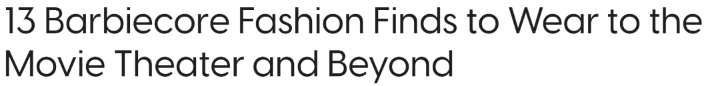 13 Barbiecore Fashion Finds to Wear to the
Movie Theater and Beyond